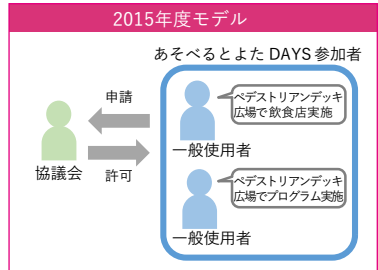 2015年度モデル
あそべるとよた DAYS 参加者
申請
ペデストリアンデッキ
広場で飲食店実施
一般使用者
協議会
許可
ペデストリアンデッキ
広場でプログラム実施
一般使用者